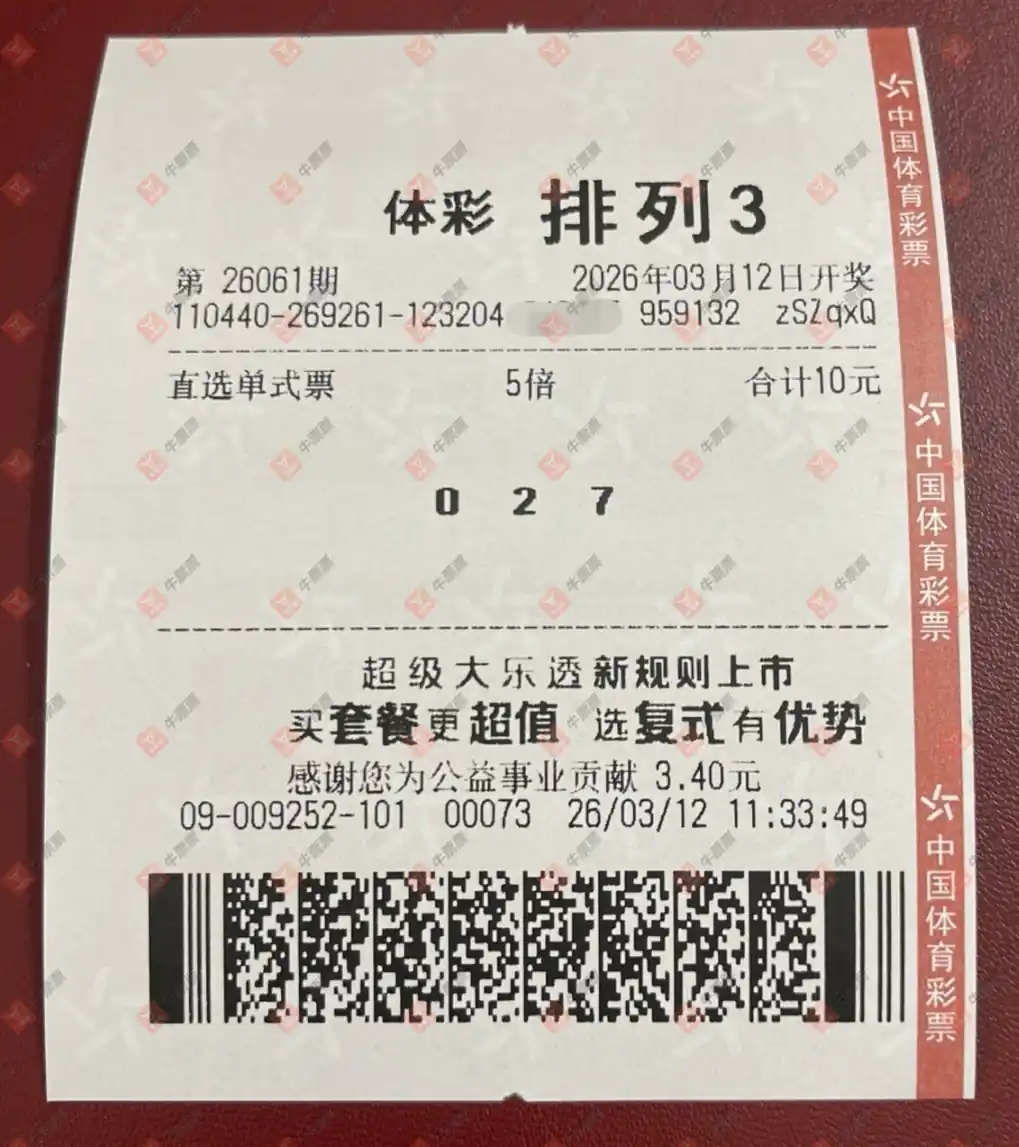 体彩 排列3
第 26061期 2026年03月12日开奖
110440-269261-123204 959132 zSZqxQ
直选单式票 5倍 合计10元
0 2 7
超级大乐透新规则上市
买套餐更超值 选复式有优势
感谢您为公益事业贡献 3.40元
09-009252-101 00073 26/03/12 11:33:49
中国体育彩票
中国体育彩票
中国体育彩票
牛票票